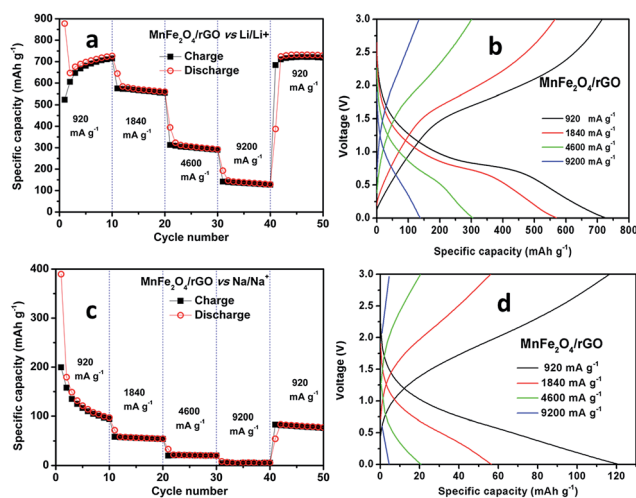 MnFe2O4/rGO vs Li/Li+
a
Charge
Discharge
920
mA g-1
1840
mA g-1
4600
mA g-1
9200
mA g-1
920
mA g-1
Specific capacity (mAh g-1)
900
800
700
600
500
400
300
200
100
0
0 10 20 30 40 50
Cycle number
b
MnFe2O4/rGO
920 mA g-1
1840 mA g-1
4600 mA g-1
9200 mA g-1
Voltage (V)
3.0
2.5
2.0
1.5
1.0
0.5
0.0
0 100 200 300 400 500 600 700 800
Specific capacity (mAh g-1)
MnFe2O4/rGO vs Na/Na+
c
Charge
Discharge
920
mA g-1
1840
mA g-1
4600
mA g-1
9200
mA g-1
920
mA g-1
Specific capacity (mAh g-1)
400
300
200
100
0
0 10 20 30 40 50
Cycle number
d
MnFe2O4/rGO
920 mA g-1
1840 mA g-1
4600 mA g-1
9200 mA g-1
Voltage (V)
3.0
2.0
1.0
0.0
0 20 40 60 80 100 120
Specific capacity (mAh g-1)